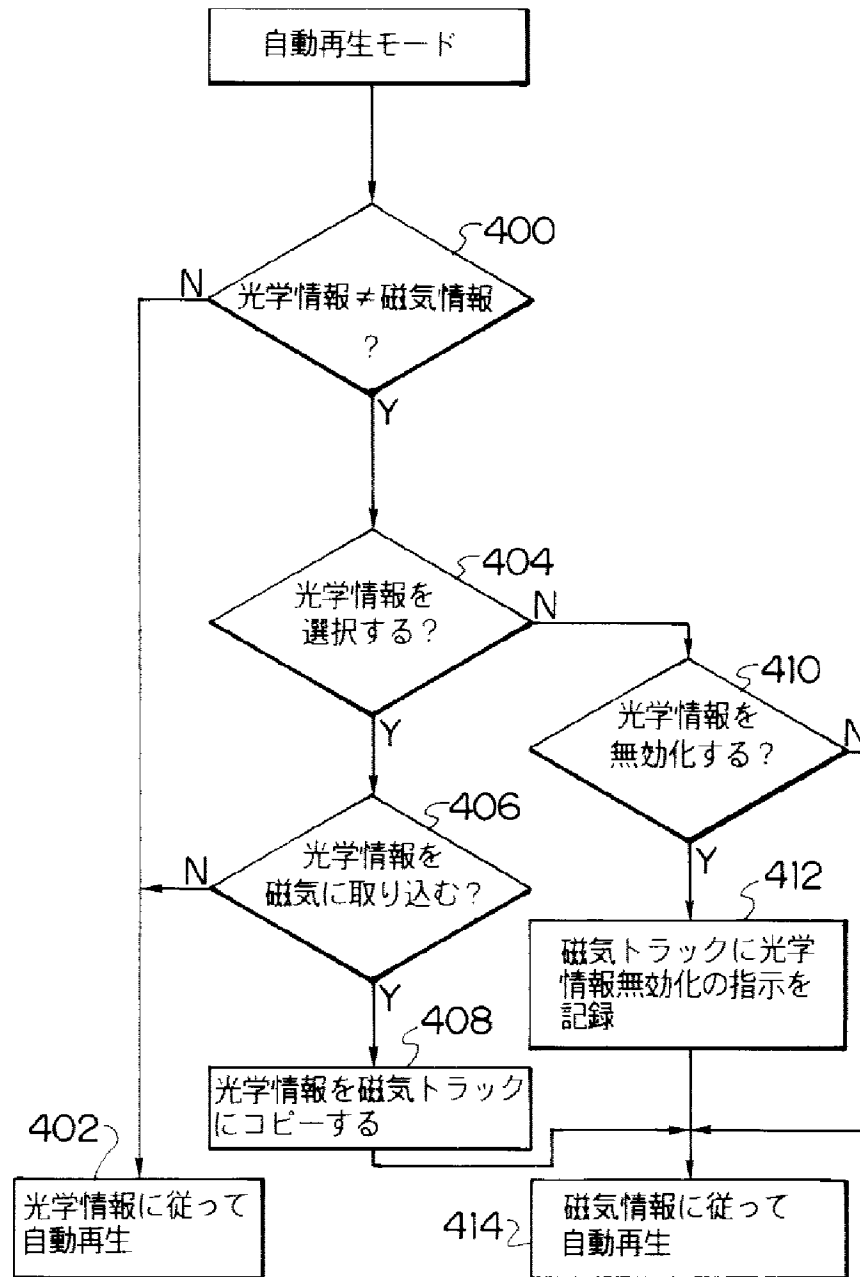 自動再生モード
400
N
光学情報≠磁気情報
?
Y
404
光学情報を
選択する?
N
410
光学情報を
無効化する?
N
Y
406
光学情報を
磁気に取り込む?
N
Y
412
磁気トラックに光学
情報無効化の指示を
記録
Y
408
光学情報を磁気トラック
にコピーする
402
光学情報に従って
自動再生
414
磁気情報に従って
自動再生